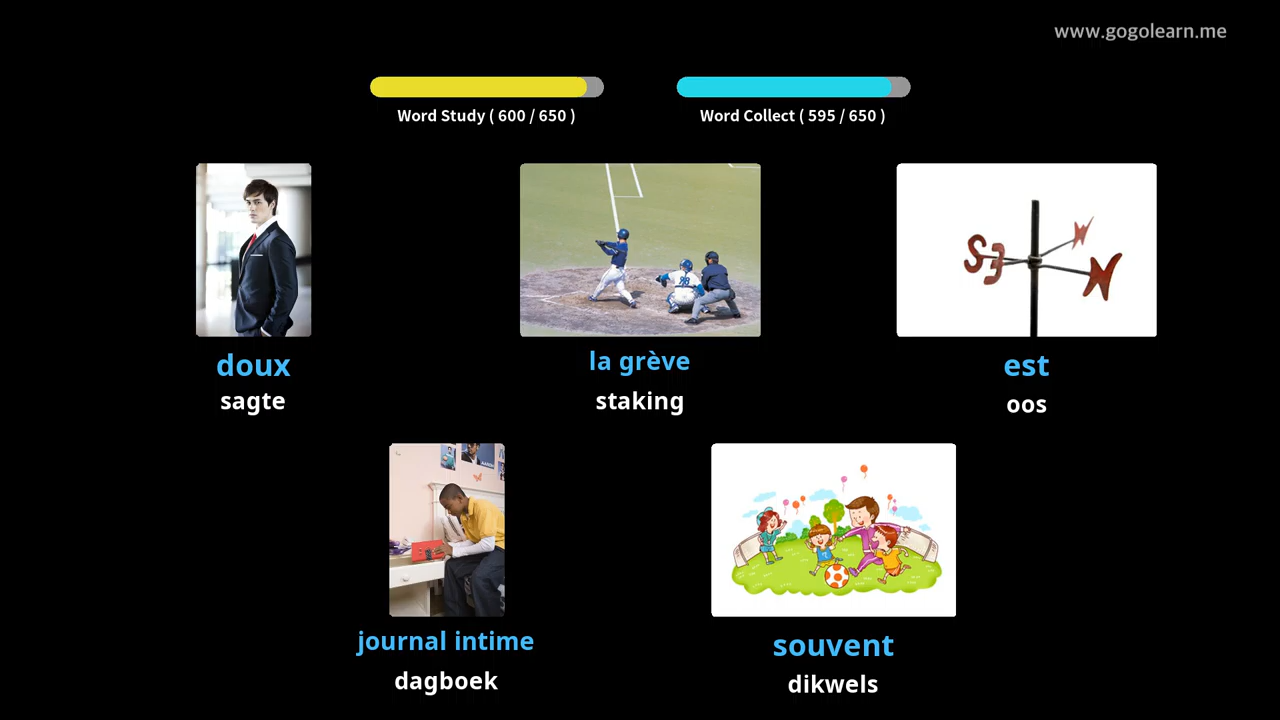 www.gogolearn.me
Word Study ( 600 / 650 )
Word Collect ( 595 / 650 )
doux
sagte
la grève
staking
S
E
N
W
est
oos
journal intime
dagboek
souvent
dikwels